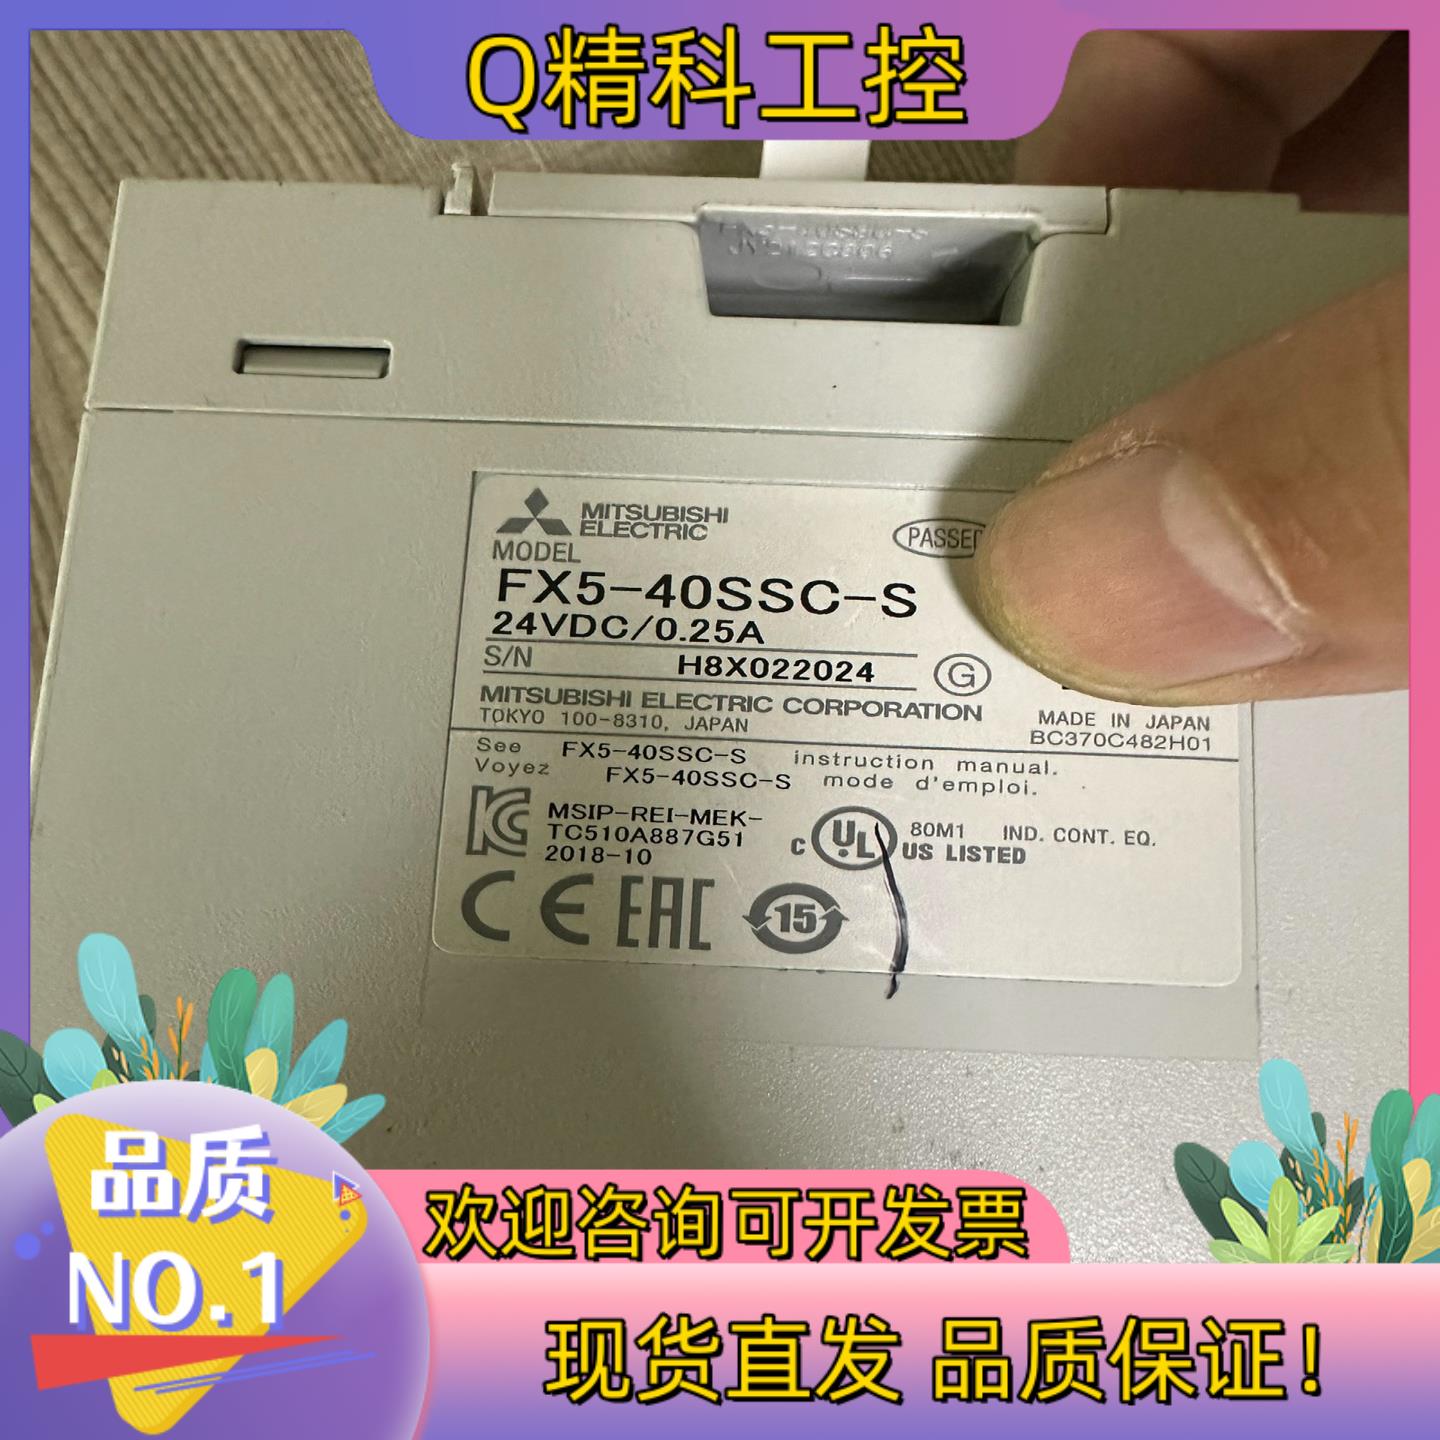 Q精科工控
MITSUBISHI
ELECTRIC
PASSED
MODEL
FX5-40SSC-S
24VDC/0.25A
S/N H8X022024 G
MITSUBISHI ELECTRIC CORPORATION
TOKYO 100-8310, JAPAN
MADE IN JAPAN
BC370C482H01
See FX5-40SSC-S instruction manual.
Voyez FX5-40SSC-S mode d'emploi.
MSIP-REI-MEK-
TC510A887G51
2018-10
C UL US LISTED
80M1 IND. CONT. EQ.
CE EAC 15
品质
NO.1
欢迎咨询可开发票
现货直发 品质保证!